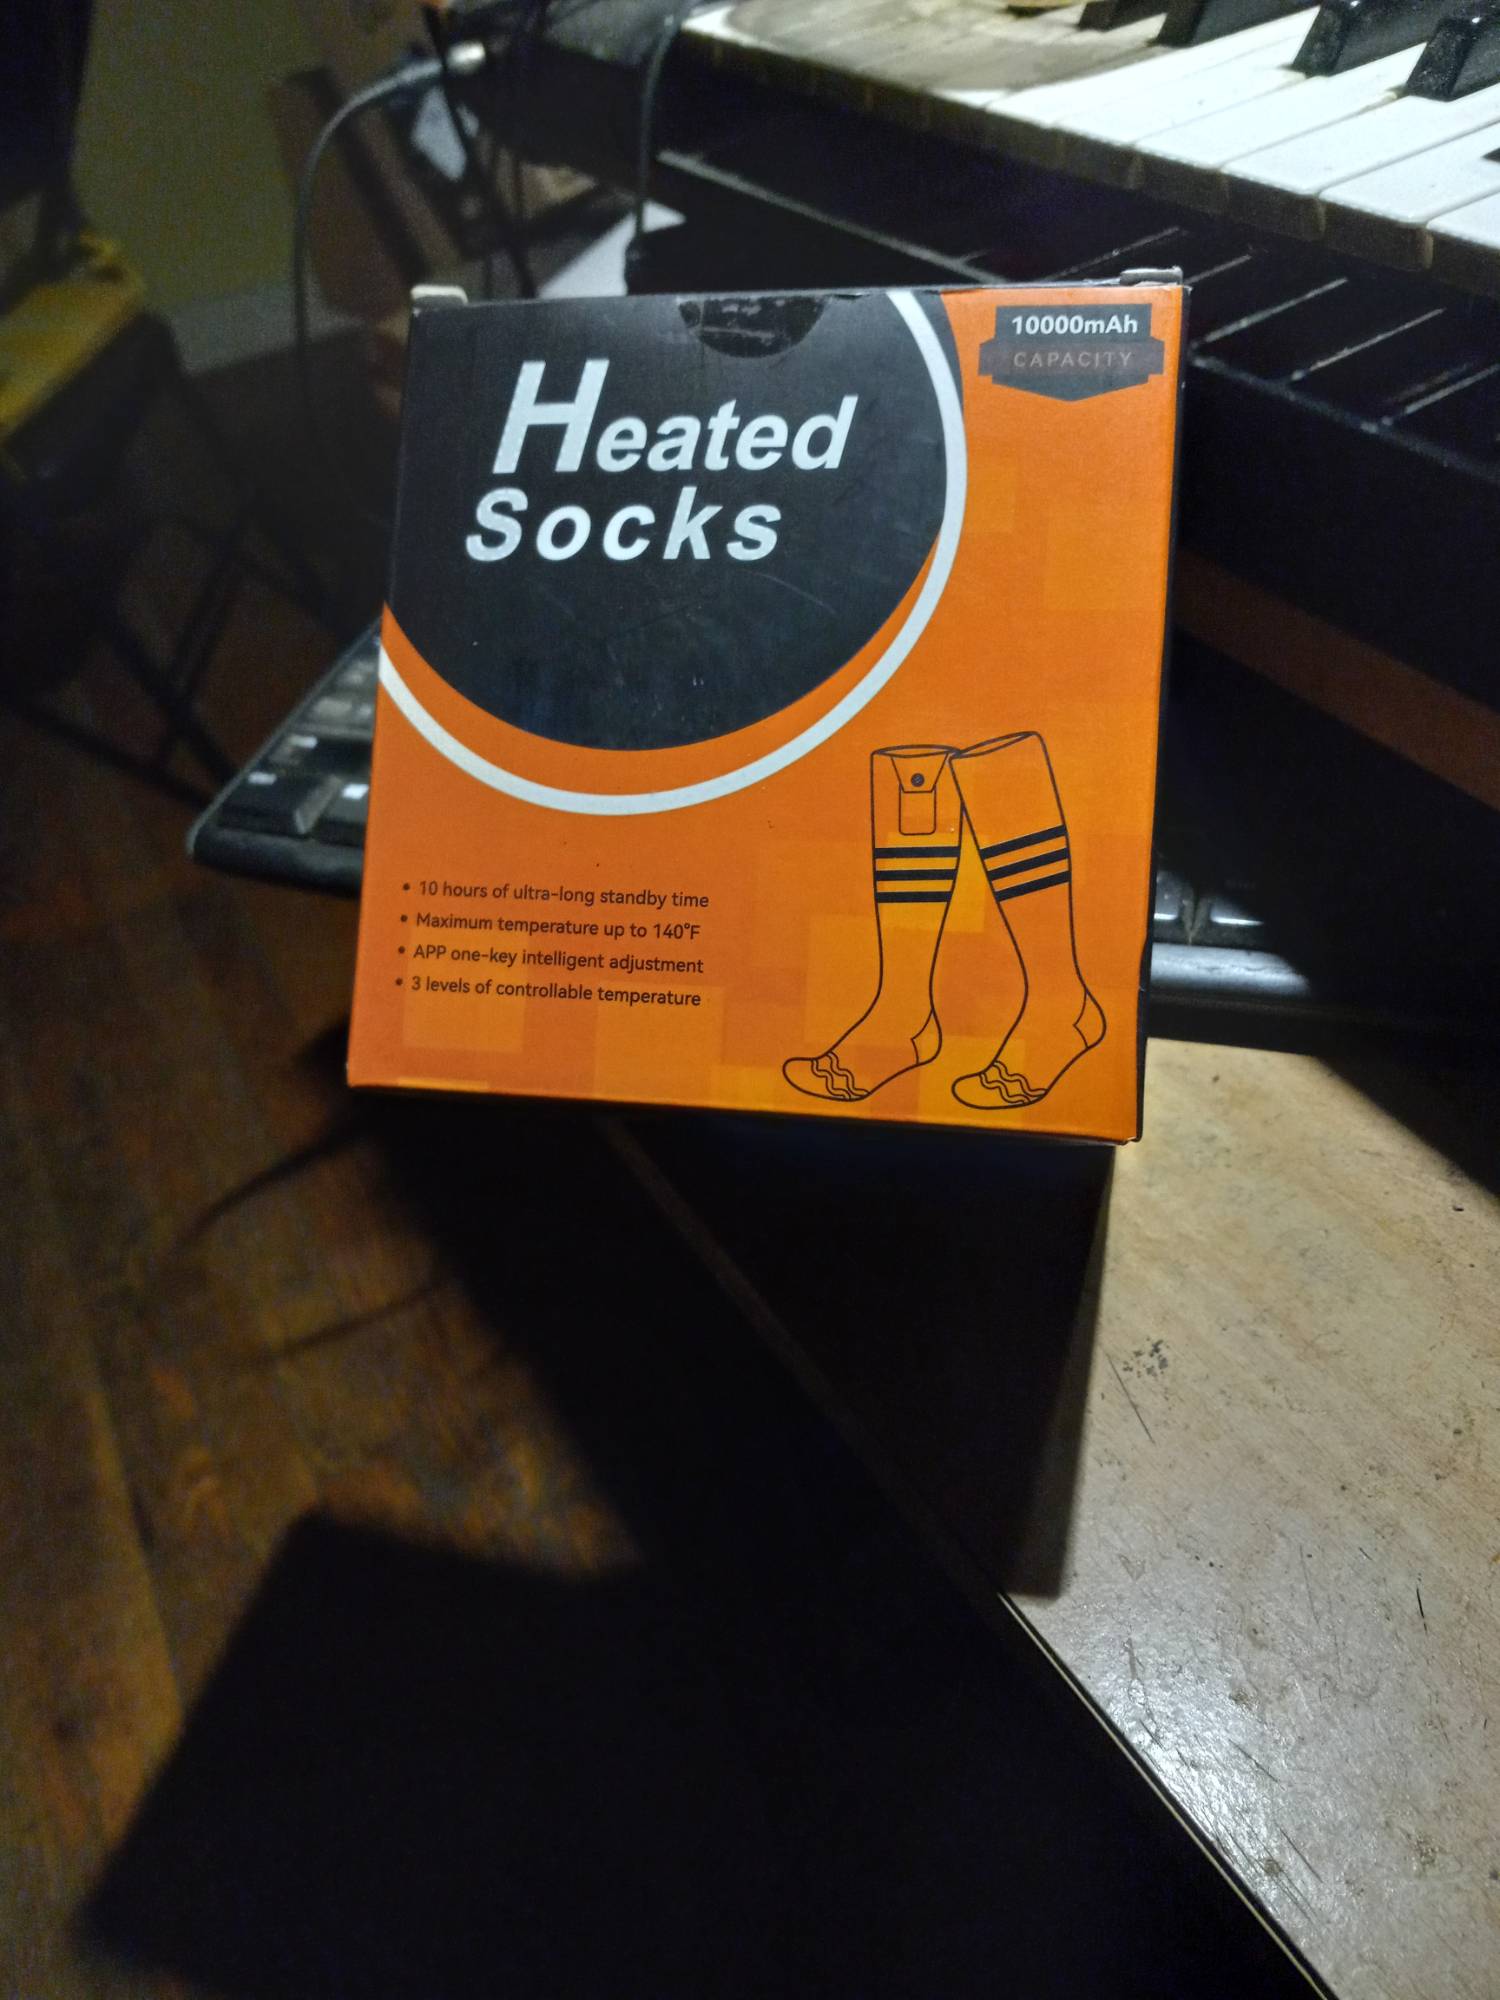 10000mAh
CAPACITY
Heated
Socks
• 10 hours of ultra-long standby time
• Maximum temperature up to 140°F
• APP one-key intelligent adjustment
• 3 levels of controllable temperature